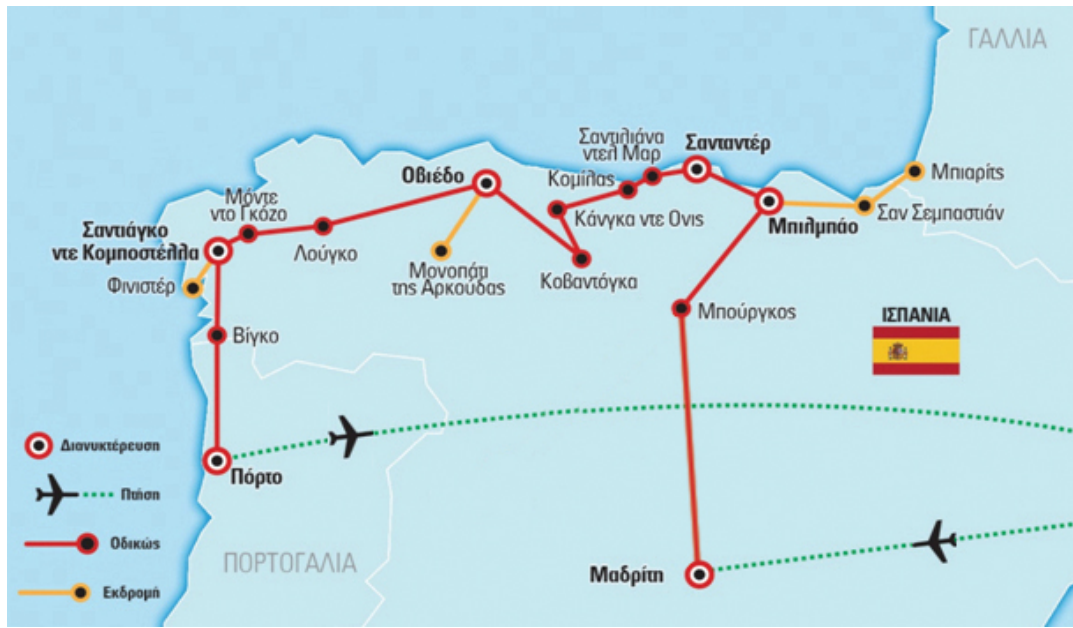 ΓΑΛΛΙΑ
Σαντιλιάνα
ντελ Μαρ
Σανταντέρ
Οβιέδο
Κομίλας
Μπιαρίτς
Μόντε
ντο Γκόζο
Κάνγκα ντε Ονις
Μπιλμπάο
Σαν Σεμπαστιάν
Σαντιάγκο
ντε Κομποστέλλα
Λούγκο
Μονοπάτι
της Αρκούδας
Κοβαντόγκα
Φινιστέρ
Μπούργκος
ΙΣΠΑΝΙΑ
Βίγκο
Διανυκτέρευση
Πόρτο
Πτήση
Οδικώς
ΠΟΡΤΟΓΑΛΙΑ
Μαδρίτη
Εκδρομή